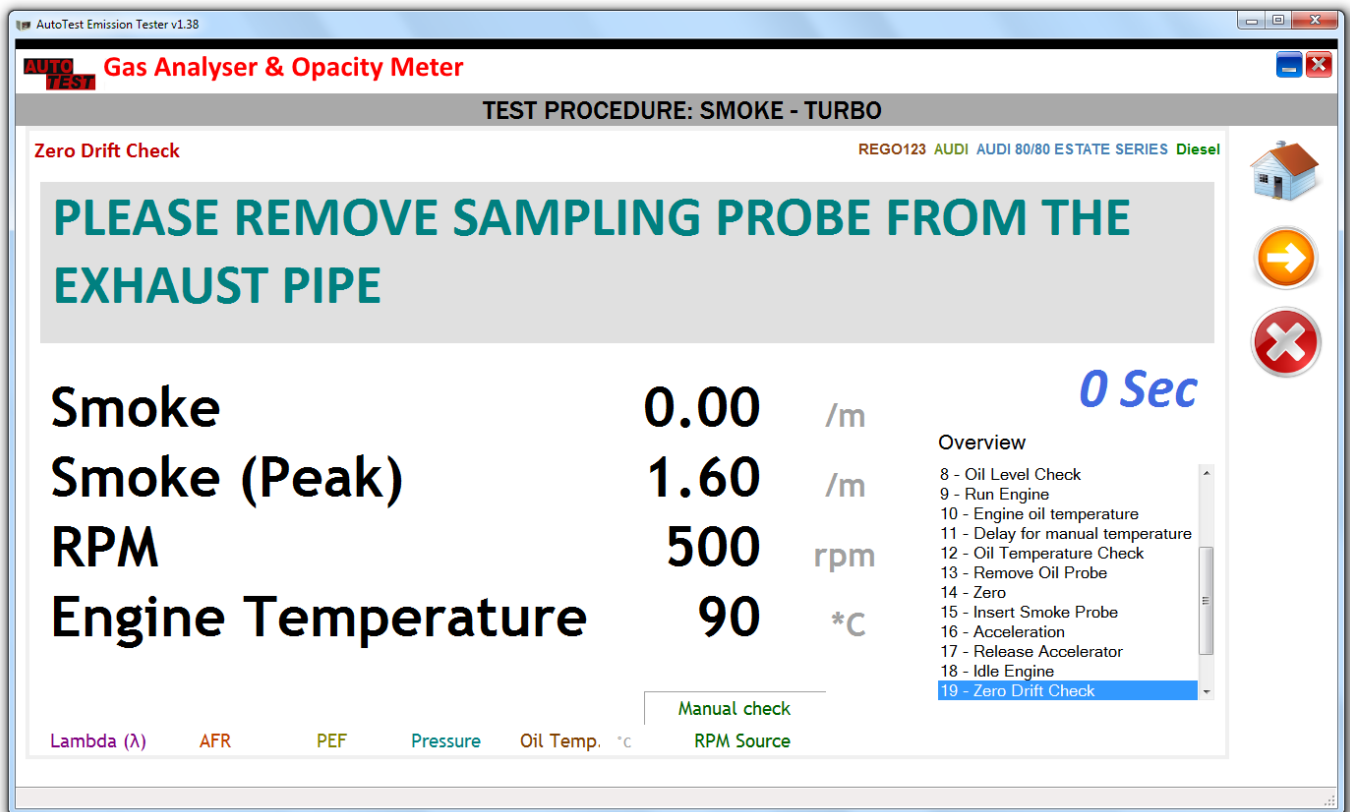 AutoTest Emission Tester v1.38
AUTO
TEST
Gas Analyser & Opacity Meter
TEST PROCEDURE: SMOKE - TURBO
Zero Drift Check
REGO123 AUDI AUDI 80/80 ESTATE SERIES Diesel
PLEASE REMOVE SAMPLING PROBE FROM THE
EXHAUST PIPE
0 Sec
Smoke 0.00 /m
Smoke (Peak) 1.60 /m
RPM 500 rpm
Engine Temperature 90 *C
Overview
8 - Oil Level Check
9 - Run Engine
10 - Engine oil temperature
11 - Delay for manual temperature
12 - Oil Temperature Check
13 - Remove Oil Probe
14 - Zero
15 - Insert Smoke Probe
16 - Acceleration
17 - Release Accelerator
18 - Idle Engine
19 - Zero Drift Check
Manual check
Lambda (λ) AFR PEF Pressure Oil Temp. °C RPM Source